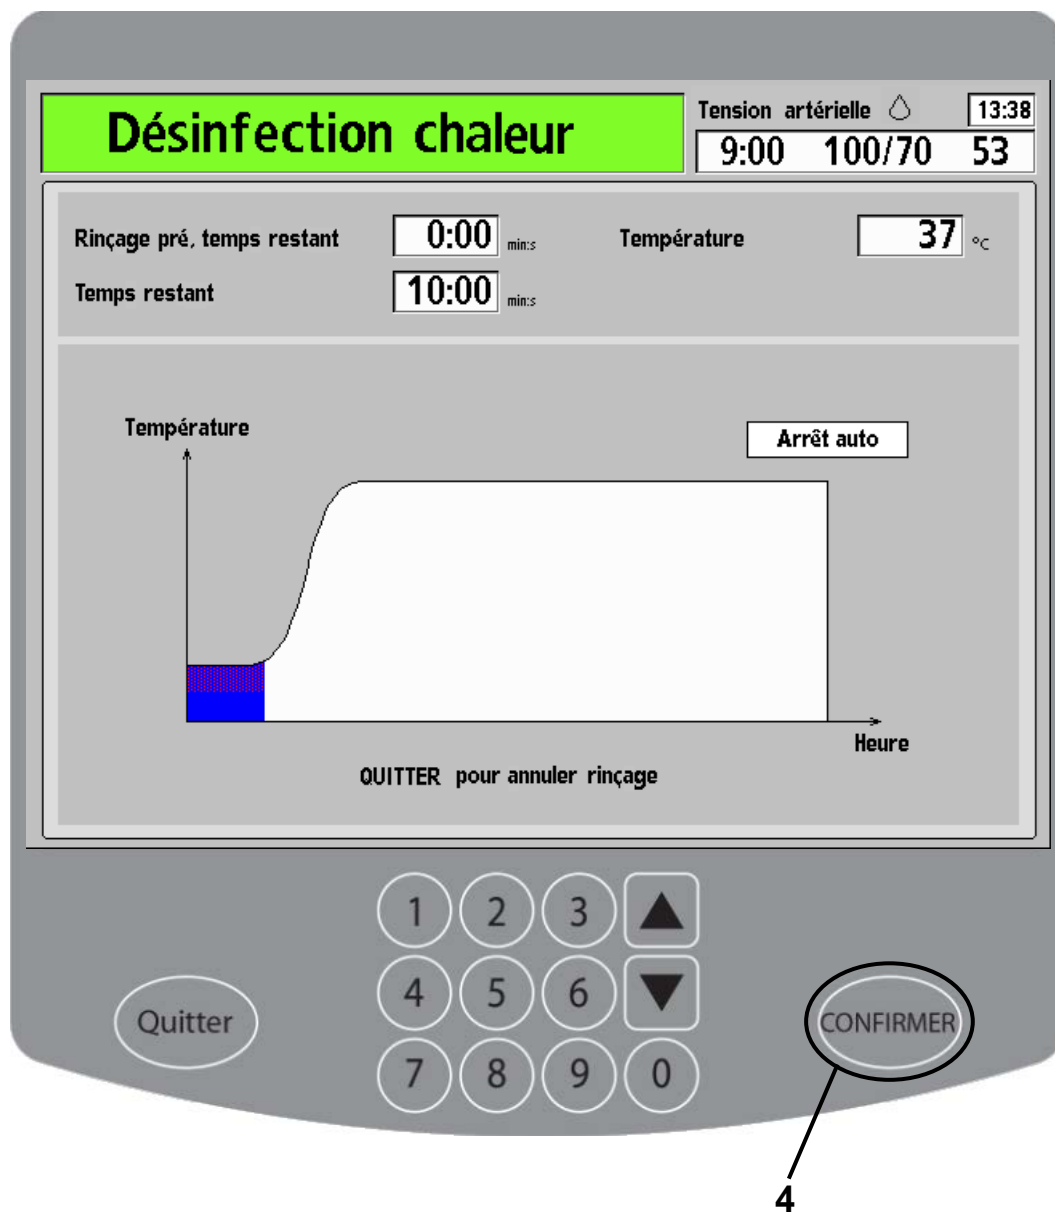 Désinfection chaleur
Tension artérielle 13:38
9:00 100/70 53
Rinçage pré, temps restant 0:00 min:s Température 37 °C
Temps restant 10:00 min:s
Température
Arrêt auto
Heure
QUITTER pour annuler rinçage
1 2 3
4 5 6
Quitter
CONFIRMER
7 8 9 0
4